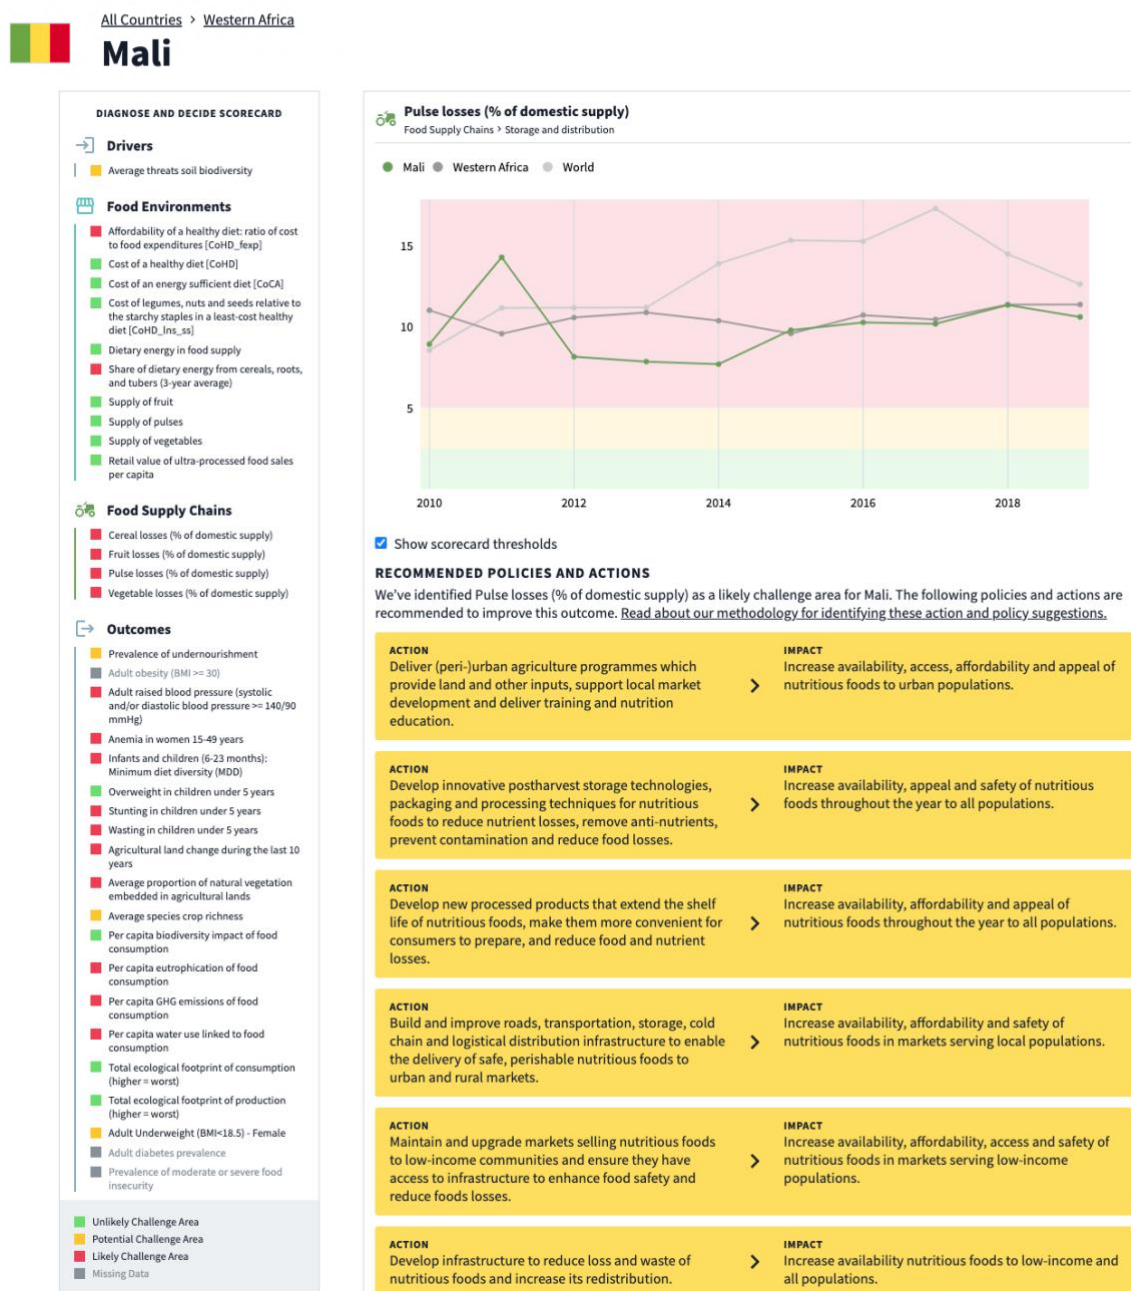 All Countries > Western Africa
Mali
DIAGNOSE AND DECIDE SCORECARD
Drivers
Average threats soil biodiversity
Food Environments
Affordability of a healthy diet: ratio of cost
to food expenditures [CoHD_fexp]
Cost of a healthy diet [CoHD]
Cost of an energy sufficient diet [CoCA]
Cost of legumes, nuts and seeds relative to
the starchy staples in a least-cost healthy
diet [CoHD_lns_ss]
Dietary energy in food supply
Share of dietary energy from cereals, roots,
and tubers (3-year average)
Supply of fruit
Supply of pulses
Supply of vegetables
Retail value of ultra-processed food sales
per capita
Food Supply Chains
Cereal losses (% of domestic supply)
Fruit losses (% of domestic supply)
Pulse losses (% of domestic supply)
Vegetable losses (% of domestic supply)
Outcomes
Prevalence of undernourishment
Adult obesity (BMI >= 30)
Adult raised blood pressure (systolic
and/or diastolic blood pressure >= 140/90
mmHg)
Anemia in women 15-49 years
Infants and children (6-23 months):
Minimum diet diversity (MDD)
Overweight in children under 5 years
Stunting in children under 5 years
Wasting in children under 5 years
Agricultural land change during the last 10
years
Average proportion of natural vegetation
embedded in agricultural lands
Average species crop richness
Per capita biodiversity impact of food
consumption
Per capita eutrophication of food
consumption
Per capita GHG emissions of food
consumption
Per capita water use linked to food
consumption
Total ecological footprint of consumption
(higher = worst)
Total ecological footprint of production
(higher = worst)
Adult Underweight (BMI<18.5) - Female
Adult diabetes prevalence
Prevalence of moderate or severe food
insecurity
Unlikely Challenge Area
Potential Challenge Area
Likely Challenge Area
Missing Data
Pulse losses (% of domestic supply)
Food Supply Chains > Storage and distribution
Mali Western Africa World
15
10
5
2010 2012 2014 2016 2018
Show scorecard thresholds
RECOMMENDED POLICIES AND ACTIONS
We've identified Pulse losses (% of domestic supply) as a likely challenge area for Mali. The following policies and actions are
recommended to improve this outcome. Read about our methodology for identifying these action and policy suggestions.
ACTION
Deliver (peri-)urban agriculture programmes which
provide land and other inputs, support local market
development and deliver training and nutrition
education.
IMPACT
Increase availability, access, affordability and appeal of
nutritious foods to urban populations.
ACTION
Develop innovative postharvest storage technologies,
packaging and processing techniques for nutritious
foods to reduce nutrient losses, remove anti-nutrients,
prevent contamination and reduce food losses.
IMPACT
Increase availability, appeal and safety of nutritious
foods throughout the year to all populations.
ACTION
Develop new processed products that extend the shelf
life of nutritious foods, make them more convenient for
consumers to prepare, and reduce food and nutrient
losses.
IMPACT
Increase availability, affordability and appeal of
nutritious foods throughout the year to all populations.
ACTION
Build and improve roads, transportation, storage, cold
chain and logistical distribution infrastructure to enable
the delivery of safe, perishable nutritious foods to
urban and rural markets.
IMPACT
Increase availability, affordability and safety of
nutritious foods in markets serving local populations.
ACTION
Maintain and upgrade markets selling nutritious foods
to low-income communities and ensure they have
access to infrastructure to enhance food safety and
reduce foods losses.
IMPACT
Increase availability, affordability, access and safety of
nutritious foods in markets serving low-income
populations.
ACTION
Develop infrastructure to reduce loss and waste of
nutritious foods and increase its redistribution.
IMPACT
Increase availability nutritious foods to low-income and
all populations.